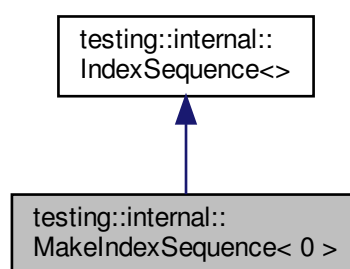 testing::internal::
IndexSequence<>
testing::internal::
MakeIndexSequence< 0 >